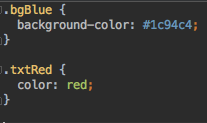 .bgBlue {
background-color: #1c94c4;
}
.txtRed {
color: red;
}